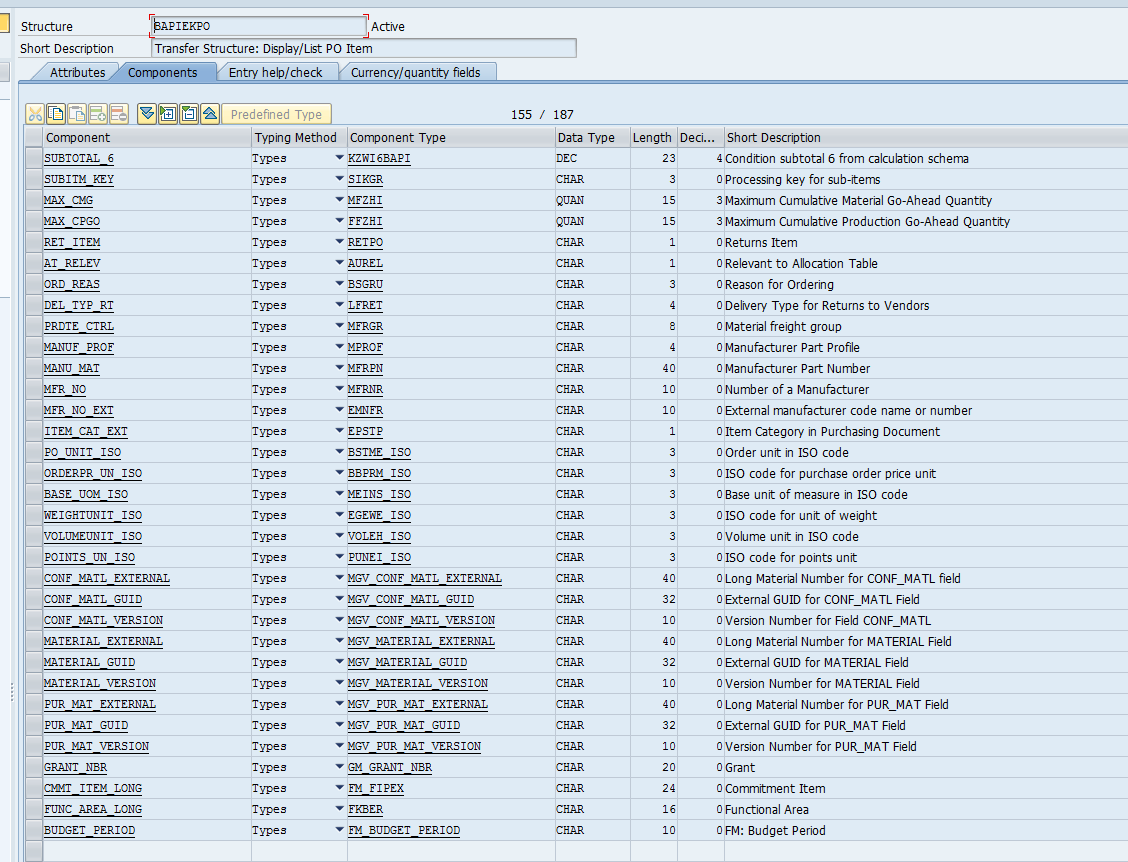 Structure BAPIEKPO Active
Short Description Transfer Structure: Display/List PO Item
Attributes Components Entry help/check Currency/quantity fields
Predefined Type 155 / 187
Component Typing Method Component Type Data Type Length Deci... Short Description
SUBTOTAL_6 Types KZWI6BAPI DEC 23 4 Condition subtotal 6 from calculation schema
SUBITM_KEY Types SIKGR CHAR 3 0 Processing key for sub-items
MAX_CMG Types MFZHI QUAN 15 3 Maximum Cumulative Material Go-Ahead Quantity
MAX_CPGO Types FFZHI QUAN 15 3 Maximum Cumulative Production Go-Ahead Quantity
RET_ITEM Types RETPO CHAR 1 0 Returns Item
AT_RELEV Types AUREL CHAR 1 0 Relevant to Allocation Table
ORD_REAS Types BSGRU CHAR 3 0 Reason for Ordering
DEL_TYP_RT Types LFRET CHAR 4 0 Delivery Type for Returns to Vendors
PRDTE_CTRL Types MFRGR CHAR 8 0 Material freight group
MANUF_PROF Types MPROF CHAR 4 0 Manufacturer Part Profile
MANU_MAT Types MFRPN CHAR 40 0 Manufacturer Part Number
MFR_NO Types MFRNR CHAR 10 0 Number of a Manufacturer
MFR_NO_EXT Types EMNFR CHAR 10 0 External manufacturer code name or number
ITEM_CAT_EXT Types EPSTP CHAR 1 0 Item Category in Purchasing Document
PO_UNIT_ISO Types BSTME_ISO CHAR 3 0 Order unit in ISO code
ORDERPR_UN_ISO Types BBPRM_ISO CHAR 3 0 ISO code for purchase order price unit
BASE_UOM_ISO Types MEINS_ISO CHAR 3 0 Base unit of measure in ISO code
WEIGHTUNIT_ISO Types EGEWE_ISO CHAR 3 0 ISO code for unit of weight
VOLUMEUNIT_ISO Types VOLEH_ISO CHAR 3 0 Volume unit in ISO code
POINTS_UN_ISO Types PUNEI_ISO CHAR 3 0 ISO code for points unit
CONF_MATL_EXTERNAL Types MGV_CONF_MATL_EXTERNAL CHAR 40 0 Long Material Number for CONF_MATL field
CONF_MATL_GUID Types MGV_CONF_MATL_GUID CHAR 32 0 External GUID for CONF_MATL Field
CONF_MATL_VERSION Types MGV_CONF_MATL_VERSION CHAR 10 0 Version Number for Field CONF_MATL
MATERIAL_EXTERNAL Types MGV_MATERIAL_EXTERNAL CHAR 40 0 Long Material Number for MATERIAL Field
MATERIAL_GUID Types MGV_MATERIAL_GUID CHAR 32 0 External GUID for MATERIAL Field
MATERIAL_VERSION Types MGV_MATERIAL_VERSION CHAR 10 0 Version Number for MATERIAL Field
PUR_MAT_EXTERNAL Types MGV_PUR_MAT_EXTERNAL CHAR 40 0 Long Material Number for PUR_MAT Field
PUR_MAT_GUID Types MGV_PUR_MAT_GUID CHAR 32 0 External GUID for PUR_MAT Field
PUR_MAT_VERSION Types MGV_PUR_MAT_VERSION CHAR 10 0 Version Number for PUR_MAT Field
GRANT_NBR Types GM_GRANT_NBR CHAR 20 0 Grant
CMMT_ITEM_LONG Types FM_FIPEX CHAR 24 0 Commitment Item
FUNC_AREA_LONG Types FKBER CHAR 16 0 Functional Area
BUDGET_PERIOD Types FM_BUDGET_PERIOD CHAR 10 0 FM: Budget Period